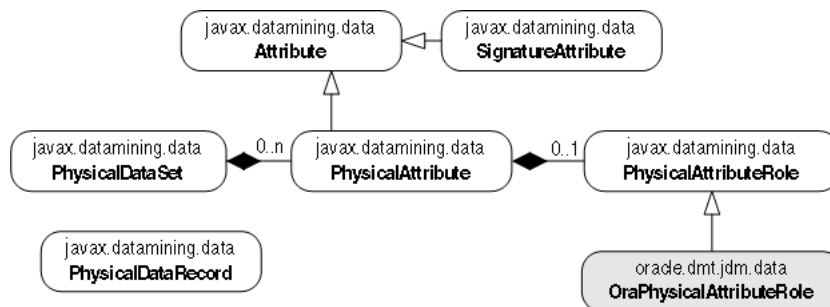 javax.datamining.data
Attribute
javax.datamining.data
SignatureAttribute
javax.datamining.data
PhysicalDataSet
0..n
javax.datamining.data
PhysicalAttribute
0..1
javax.datamining.data
PhysicalAttributeRole
javax.datamining.data
PhysicalDataRecord
oracle.dmt.jdm.data
OraPhysicalAttributeRole